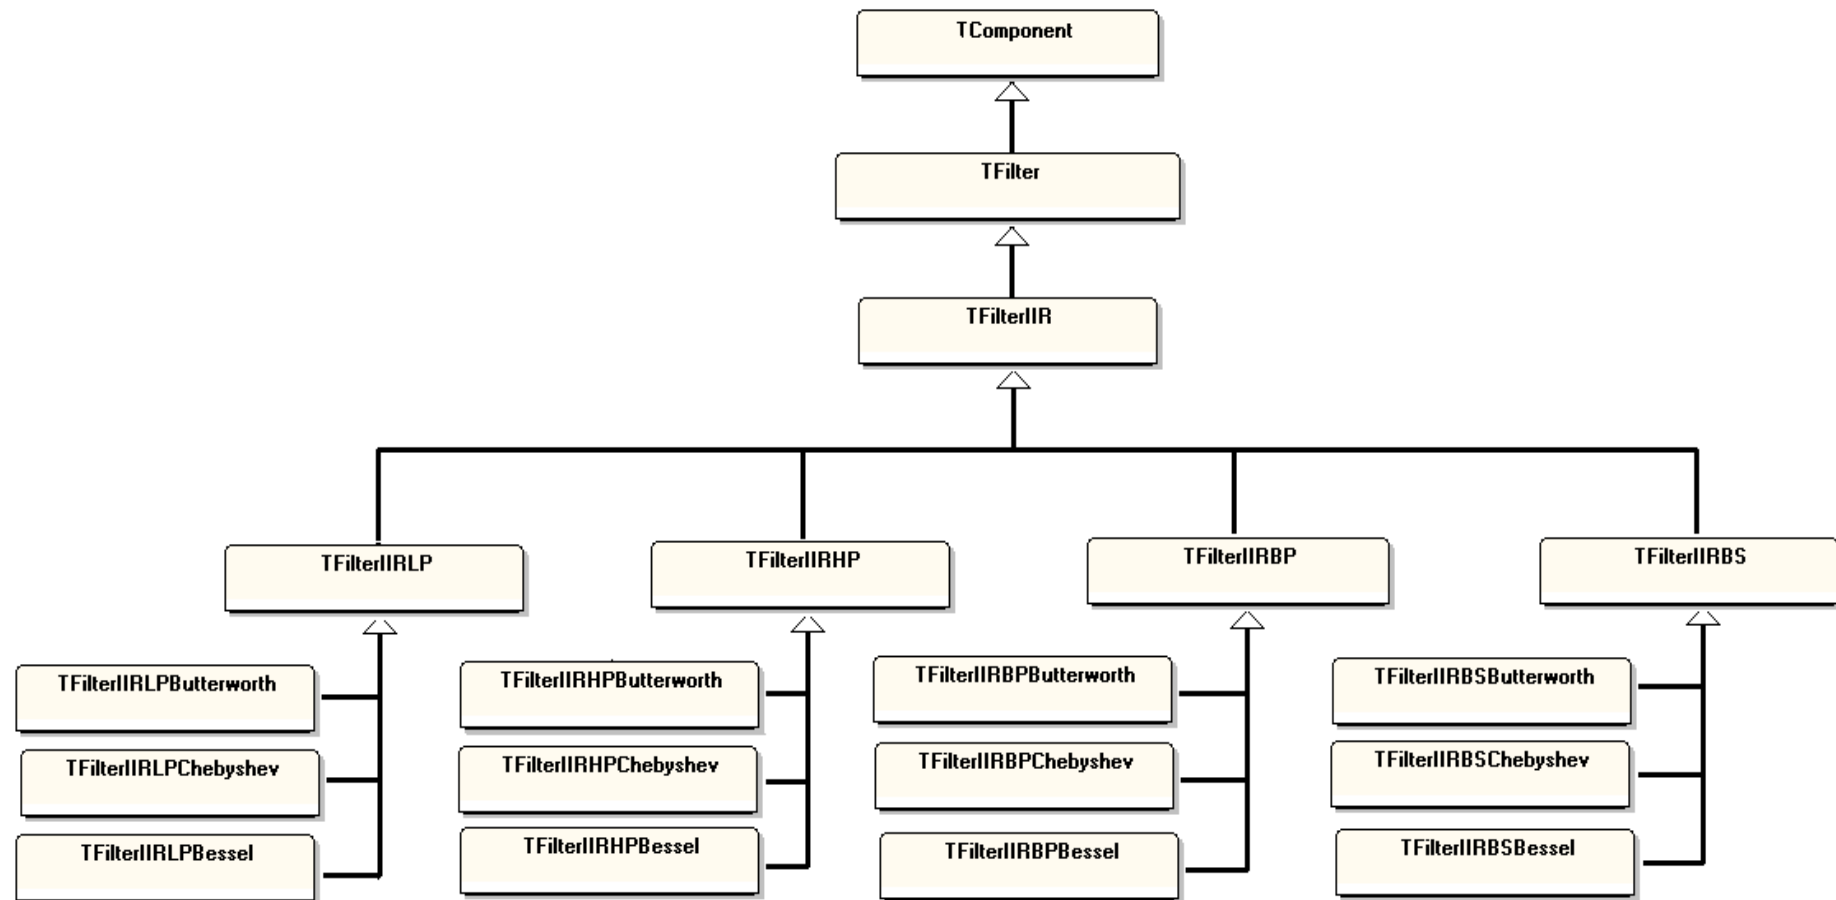 TComponent
TFilter
TFilterIIR
TFilterIIRLP
TFilterIIRHP
TFilterIIRBP
TFilterIIRBS
TFilterIIRLPButterworth
TFilterIIRLPChebyshev
TFilterIIRLPBessel
TFilterIIRHPButterworth
TFilterIIRHPChebyshev
TFilterIIRHPBessel
TFilterIIRBPButterworth
TFilterIIRBPChebyshev
TFilterIIRBPBessel
TFilterIIRBSButterworth
TFilterIIRBSChebyshev
TFilterIIRBSBessel